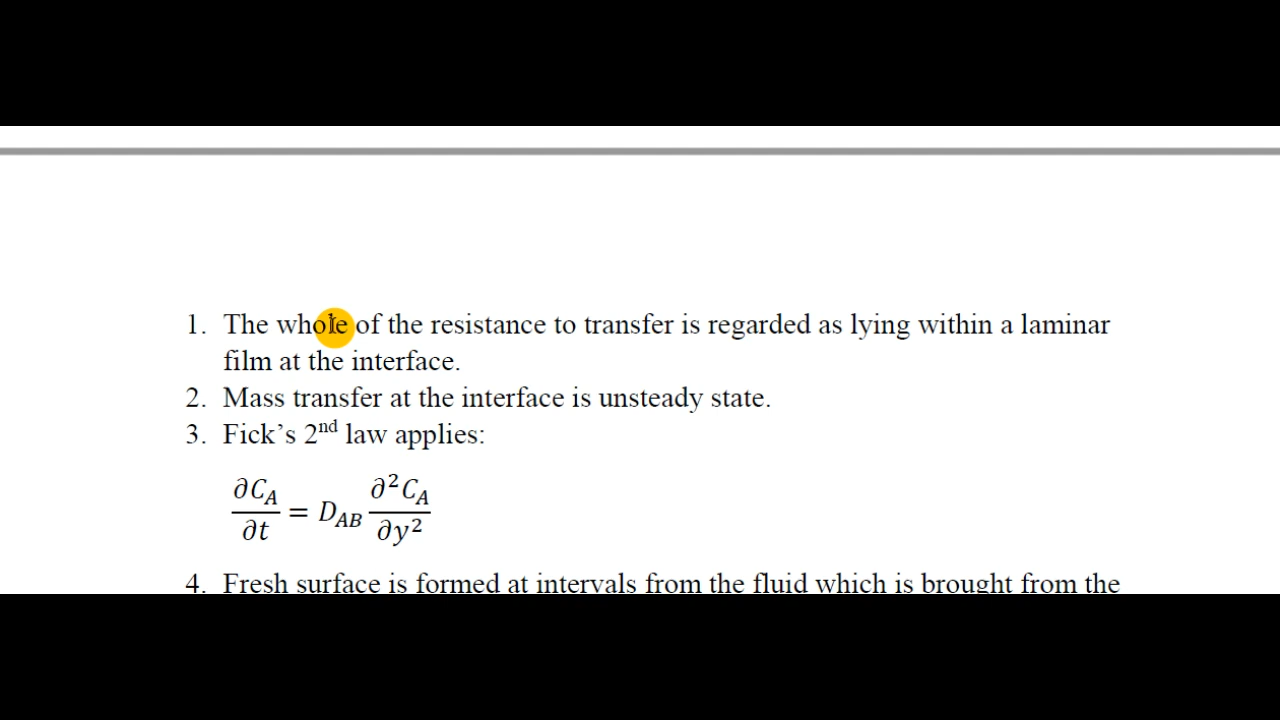 1. The whole of the resistance to transfer is regarded as lying within a laminar
film at the interface.
2. Mass transfer at the interface is unsteady state.
3. Fick’s 2nd law applies:
∂C_A/∂t = D_AB ∂²C_A/∂y²
4. Fresh surface is formed at intervals from the fluid which is brought from the